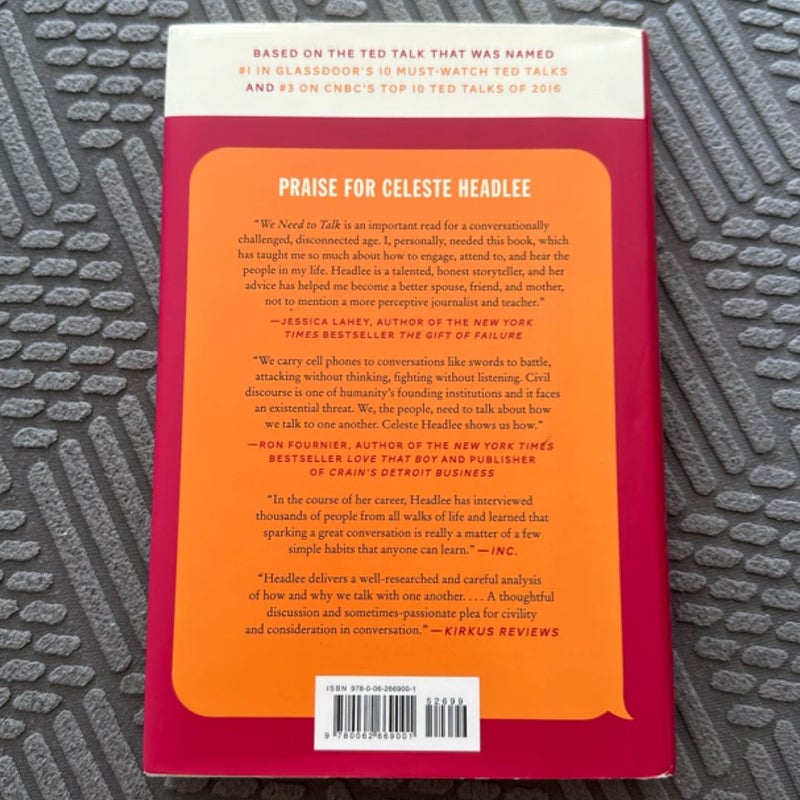 BASED ON THE TED TALK THAT WAS NAMED
#1 IN GLASSDOOR'S 10 MUST-WATCH TED TALKS
AND #3 ON CNBC'S TOP 10 TED TALKS OF 2016
PRAISE FOR CELESTE HEADLEE
“We Need to Talk is an important read for a conversationally
challenged, disconnected age. I, personally, needed this book, which
has taught me so much about how to engage, attend to, and hear the
people in my life. Headlee is a talented, honest storyteller, and her
advice has helped me become a better spouse, friend, and mother,
not to mention a more perceptive journalist and teacher.”
—JESSICA LAHEY, AUTHOR OF THE NEW YORK
TIMES BESTSELLER THE GIFT OF FAILURE
“We carry cell phones to conversations like swords to battle,
attacking without thinking, fighting without listening. Civil
discourse is one of humanity’s founding institutions and it faces
an existential threat. We, the people, need to talk about how
we talk to one another. Celeste Headlee shows us how.”
—RON FOURNIER, AUTHOR OF THE NEW YORK TIMES
BESTSELLER LOVE THAT BOY AND PUBLISHER
OF CRAIN’S DETROIT BUSINESS
“In the course of her career, Headlee has interviewed
thousands of people from all walks of life and learned that
sparking a great conversation is really a matter of a few
simple habits that anyone can learn.” —INC.
“Headlee delivers a well-researched and careful analysis
of how and why we talk with one another. . . . A thoughtful
discussion and sometimes-passionate plea for civility
and consideration in conversation.” —KIRKUS REVIEWS
ISBN 978-0-06-266900-1
52699
9 780062 669001